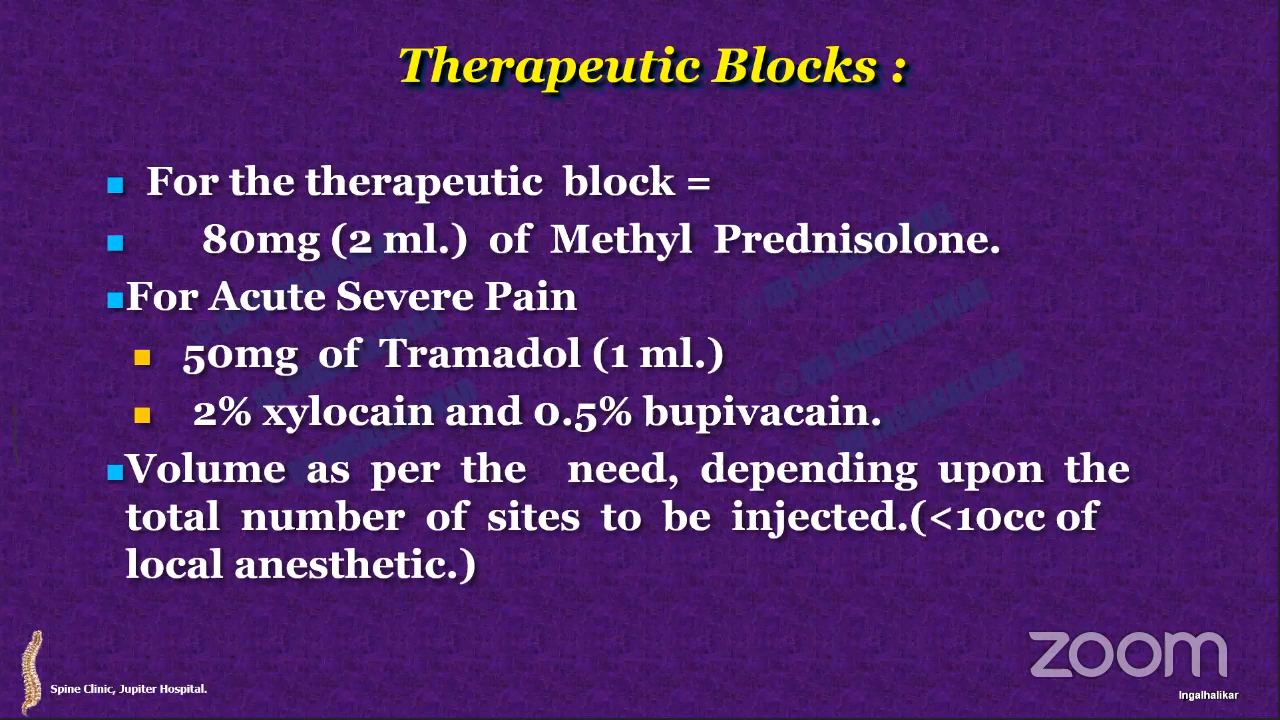 Therapeutic Blocks :
For the therapeutic block =
80mg (2 ml.) of Methyl Prednisolone.
For Acute Severe Pain
50mg of Tramadol (1 ml.)
2% xylocain and 0.5% bupivacain.
Volume as per the need, depending upon the
total number of sites to be injected.(<10cc of
local anesthetic.)
zoom
Spine Clinic, Jupiter Hospital.
Ingalhalikar